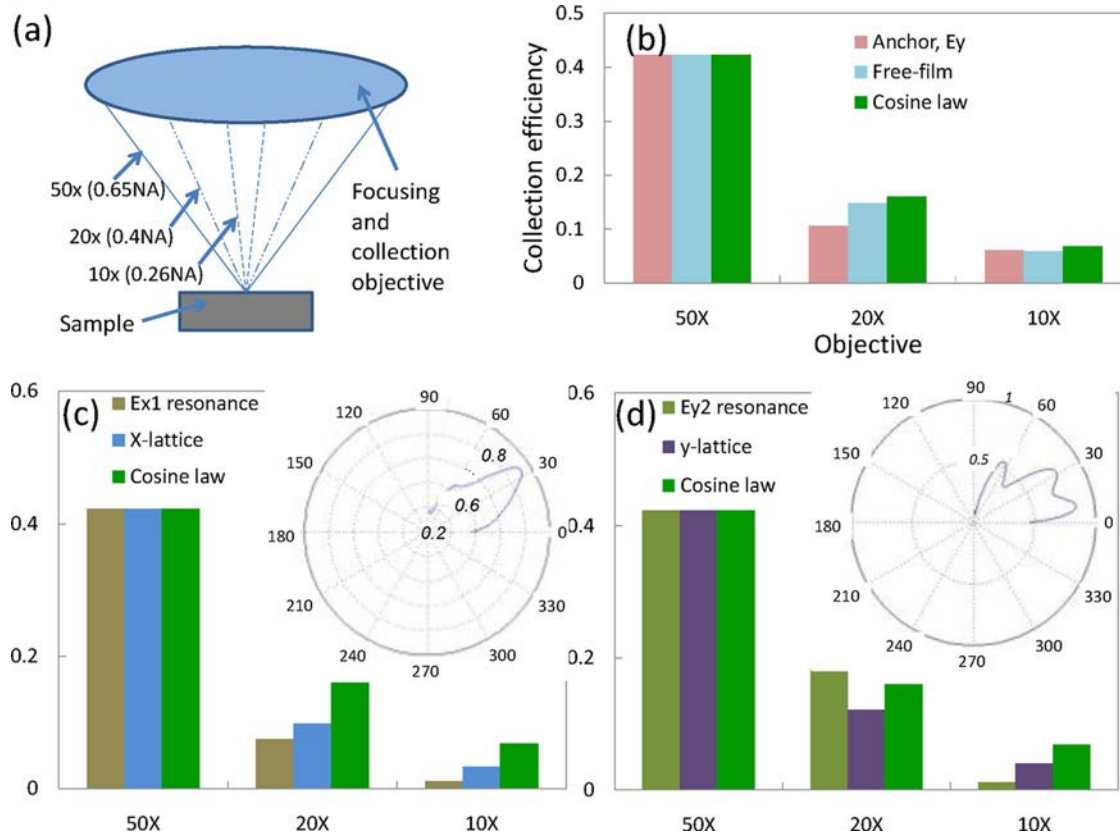 (a)
50x (0.65NA)
20x (0.4NA)
10x (0.26NA)
Sample
Focusing
and
collection
objective
(b)
Collection efficiency
0.5
0.4
0.3
0.2
0.1
0
Anchor, Ey
Free-film
Cosine law
50X
20X
10X
Objective
(c)
0.6
0.4
0.2
0
Ex1 resonance
X-lattice
Cosine law
90
120
60
150
30
180
0
210
330
240
300
270
0.8
0.6
0.2
50X
20X
10X
(d)
0.6
0.4
0.2
0
Ey2 resonance
y-lattice
Cosine law
90
1
120
60
150
30
180
0
210
330
240
300
270
0.5
50X
20X
10X